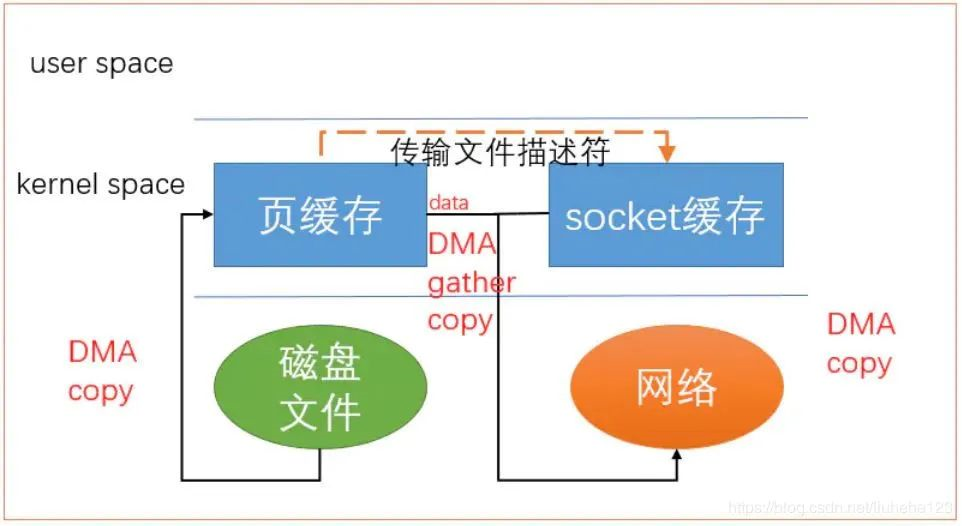 user space
传输文件描述符
kernel space
页缓存
data
socket缓存
DMA
gather
copy
DMA
copy
磁盘
文件
网络
DMA
copy
https://blog.csdn.net/liuheha123